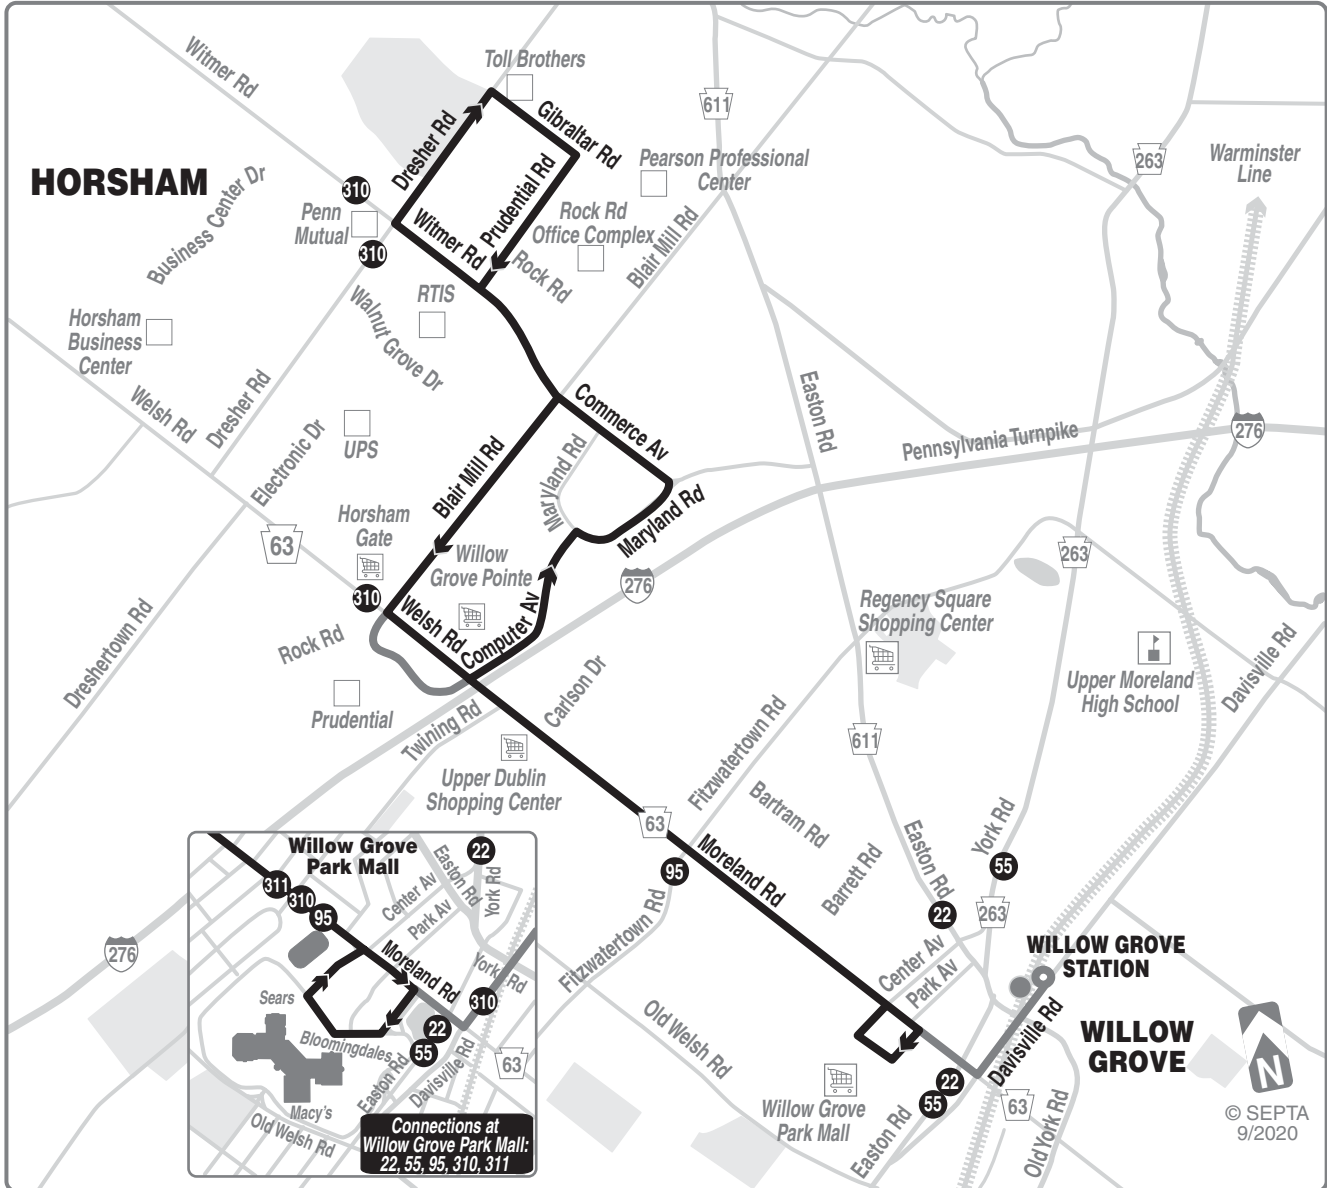 Witmer Rd
Toll Brothers
611
263
Warminster
Line
HORSHAM
Business Center Dr
310
Penn
Mutual
310
Dresher Rd
Gibraltar Rd
Prudential Rd
Witmer Rd
Pearson Professional
Center
Rock Rd
Office Complex
Rock Rd
Blair Mill Rd
RTIS
Walnut Grove Dr
Horsham
Business
Center
Welsh Rd
Dresher Rd
Electronic Dr
UPS
Commerce Av
Easton Rd
Pennsylvania Turnpike
276
Blair Mill Rd
Maryland Rd
Maryland Rd
63
Horsham
Gate
310
Willow
Grove Pointe
Welsh Rd
Computer Av
276
263
Regency Square
Shopping Center
Upper Moreland
High School
Davisville Rd
Dreshertown Rd
Rock Rd
Prudential
Twining Rd
Carlson Dr
Upper Dublin
Shopping Center
Fitzwatertown Rd
611
63
Bartram Rd
Barrett Rd
Moreland Rd
95
Fitzwatertown Rd
Easton Rd
York Rd
55
22
263
Center Av
Park Av
WILLOW GROVE
STATION
Davisville Rd
WILLOW
GROVE
Old Welsh Rd
Willow Grove
Park Mall
22
55
Easton Rd
63
Old York Rd
N
© SEPTA
9/2020
276
Willow Grove
Park Mall
22
311
310
95
Center Av
Easton Rd
York Rd
Park Av
Moreland Rd
York Rd
310
Sears
Bloomingdales
22
55
Easton Rd
Davisville Rd
63
Macy's
Old Welsh Rd
Connections at
Willow Grove Park Mall:
22, 55, 95, 310, 311